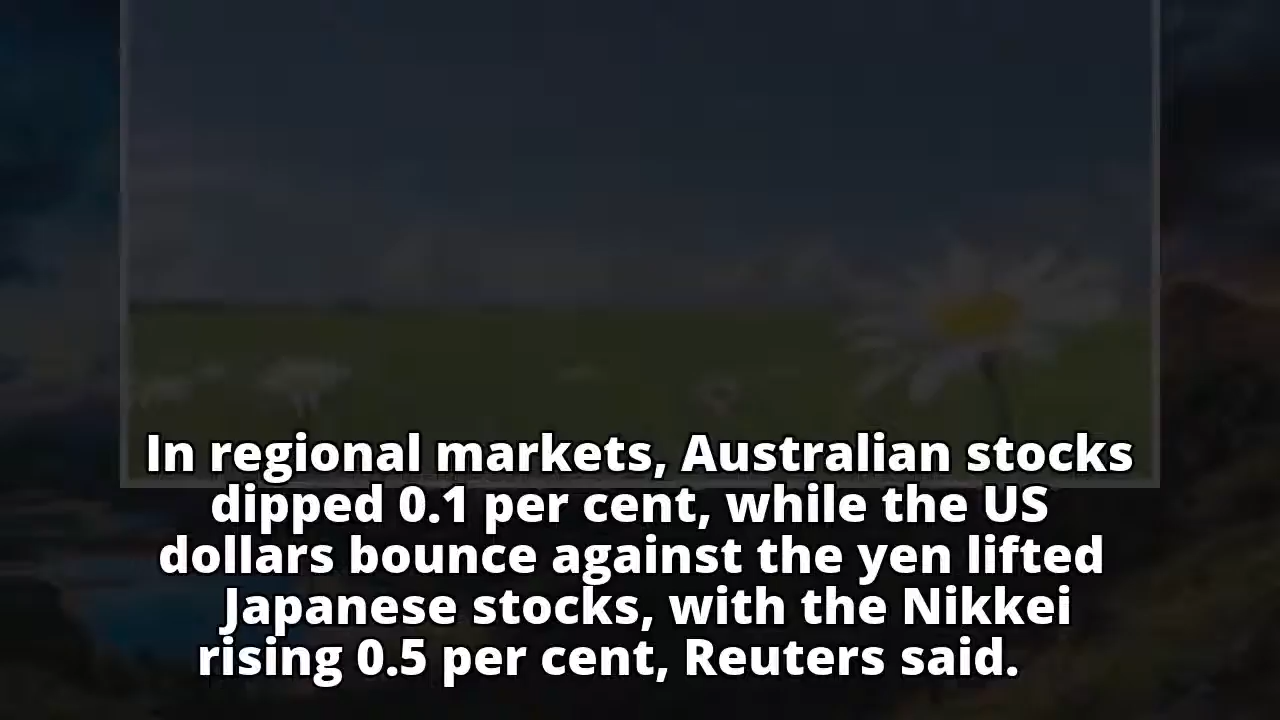 In regional markets, Australian stocks
dipped 0.1 per cent, while the US
dollars bounce against the yen lifted
Japanese stocks, with the Nikkei
rising 0.5 per cent, Reuters said.